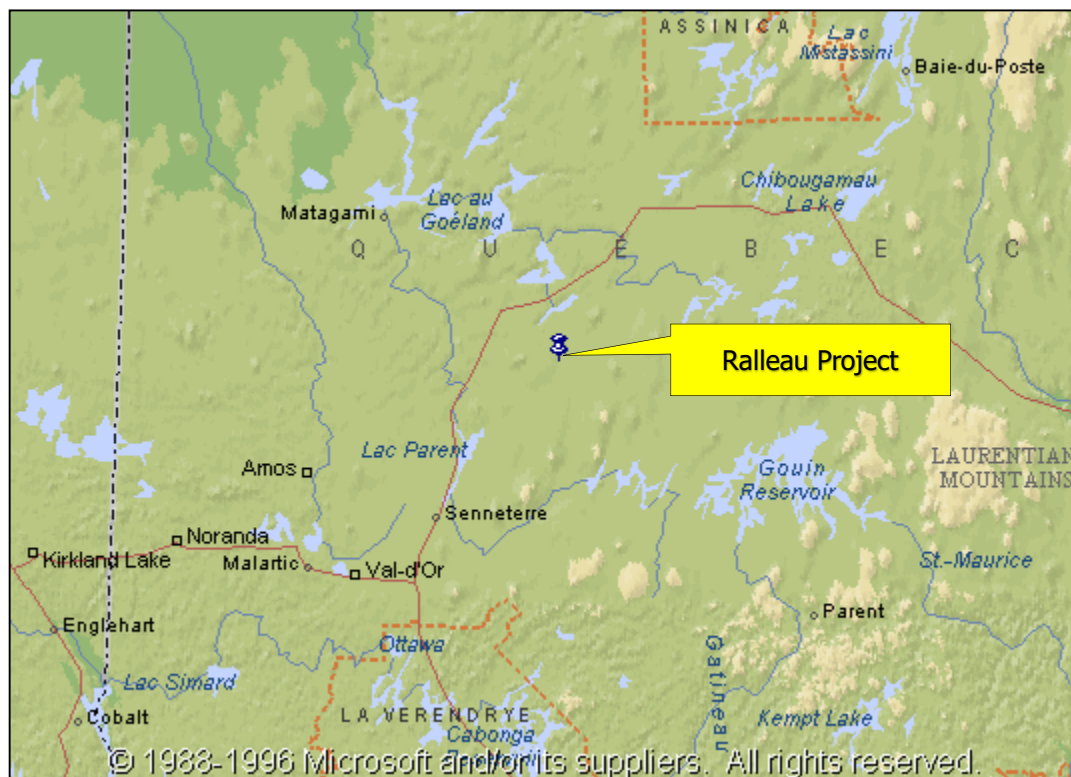 ASSINICA
Lac
Mistassini
Baie-du-Poste
Chibougamau
Lake
Matagami
Lac au
Goéland
QUEBEC
Ralleau Project
Lac Parent
Amos
Gouin
Reservoir
LAURENTIAN
MOUNTAINS
Senneterre
Noranda
Kirkland Lake
Malartic
Val-d'Or
St.-Maurice
Parent
Englehart
Ottawa
Gatineau
Lac Simard
LA VERENDRYE
Cobalt
Kempt Lake
Cabonga
© 1988-1996 Microsoft and/or its suppliers. All rights reserved.